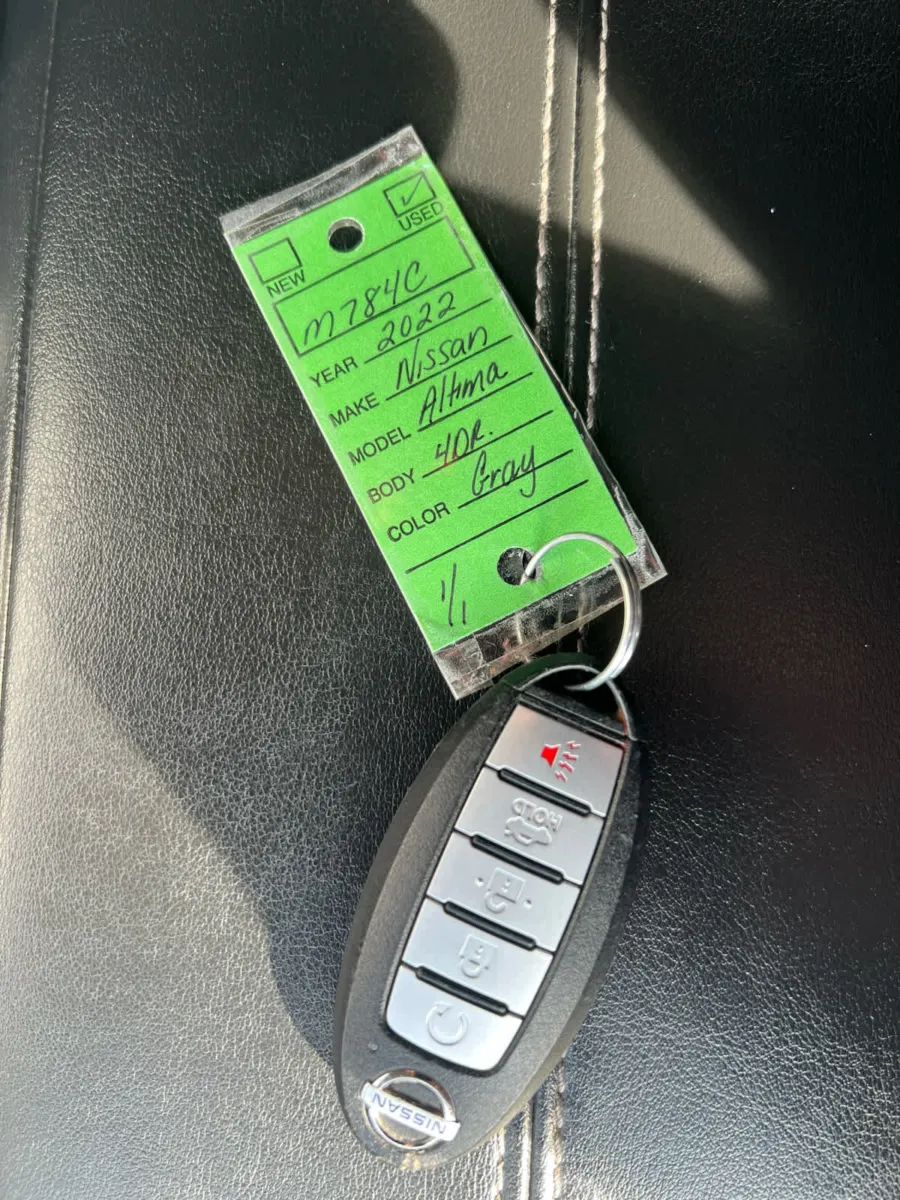 USED
NEW
M784C
YEAR 2022
MAKE Nissan
MODEL Altima
BODY 4DR.
COLOR Gray
1/1
HOLD
NISSAN